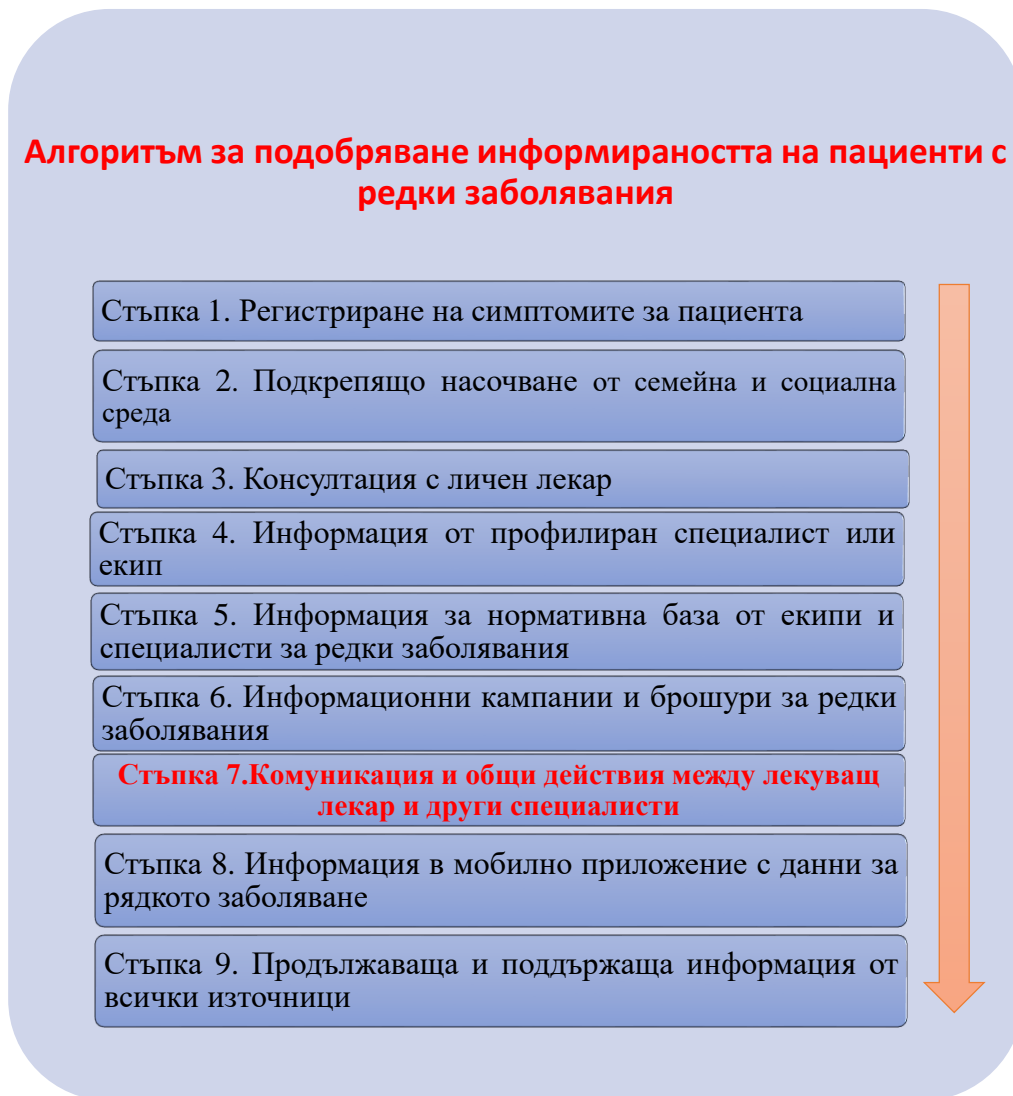 Алгоритъм за подобряване информираността на пациенти с
редки заболявания
Стъпка 1. Регистриране на симптомите за пациента
Стъпка 2. Подкрепящо насочване от семейна и социална
среда
Стъпка 3. Консултация с личен лекар
Стъпка 4. Информация от профилиран специалист или
екип
Стъпка 5. Информация за нормативна база от екипи и
специалисти за редки заболявания
Стъпка 6. Информационни кампании и брошури за редки
заболявания
Стъпка 7.Комуникация и общи действия между лекуващ
лекар и други специалисти
Стъпка 8. Информация в мобилно приложение с данни за
рядкото заболяване
Стъпка 9. Продължаваща и поддържаща информация от
всички източници